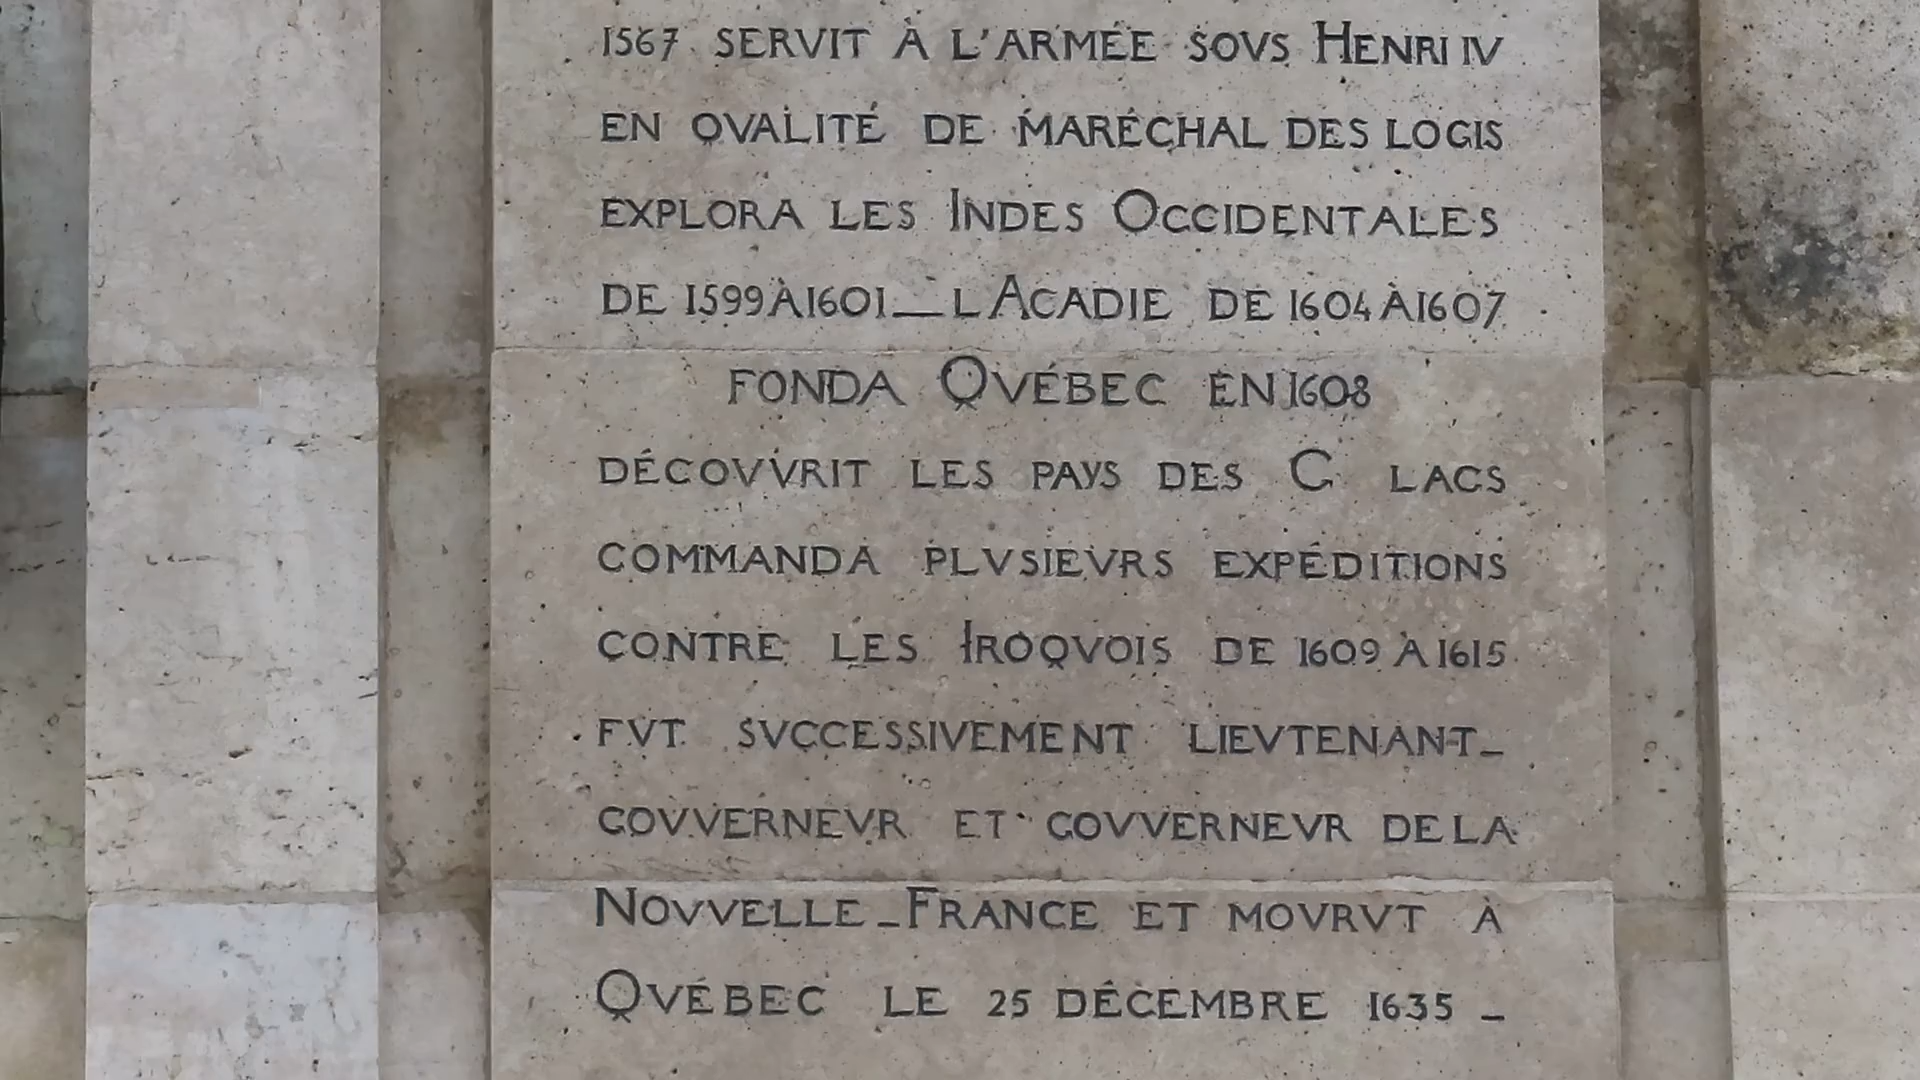 1567 SERVIT À L'ARMÉE SOVS HENRI IV
EN QVALITÉ DE MARÉCHAL DES LOGIS
EXPLORA LES INDES OCCIDENTALES
DE 1599 À 1601 _ L ACADIE DE 1604 À 1607
FONDA QVÉBEC EN 1608
DÉCOVVRIT LES PAYS DES G LACS
COMMANDA PLVSIEVRS EXPÉDITIONS
CONTRE LES IROQVOIS DE 1609 À 1615
FVT SVCCESSIVEMENT LIEVTENANT_
GOVVERNEVR ET GOVVERNEVR DE LA
NOVVELLE_FRANCE ET MOVRVT À
QVÉBEC LE 25 DÉCEMBRE 1635 _